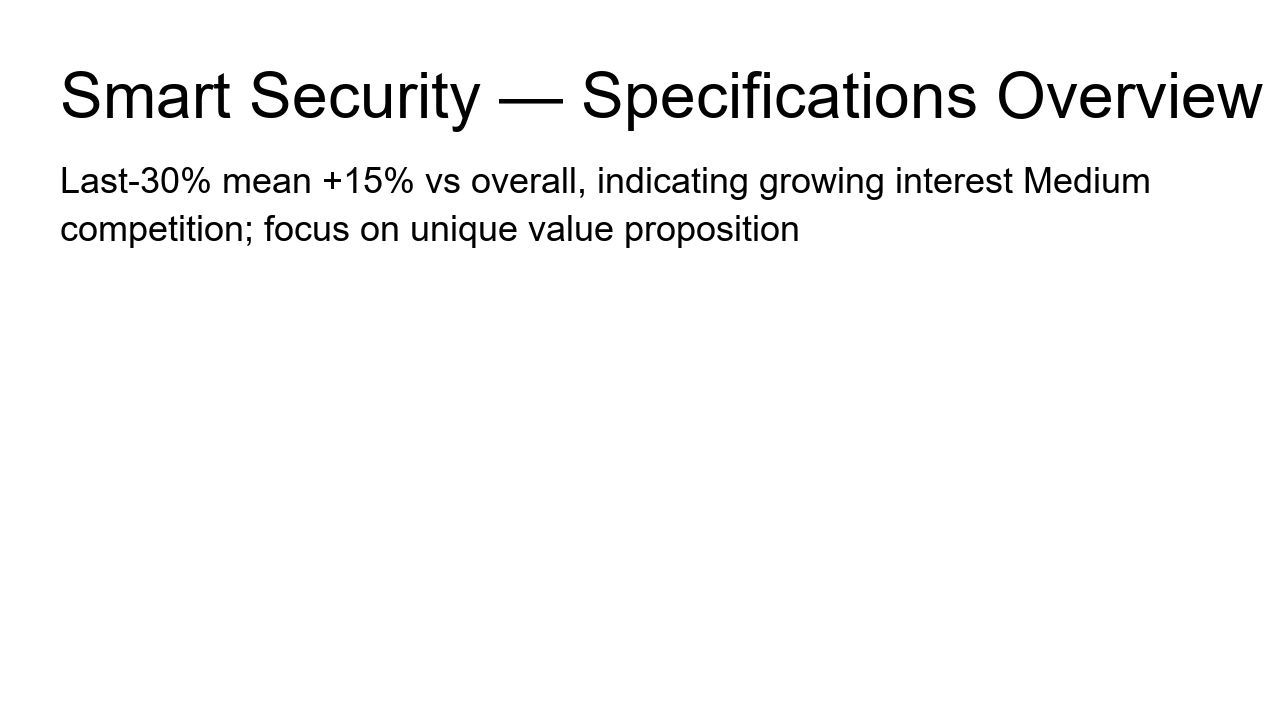 Smart Security — Specifications Overview
Last-30% mean +15% vs overall, indicating growing interest Medium
competition; focus on unique value proposition